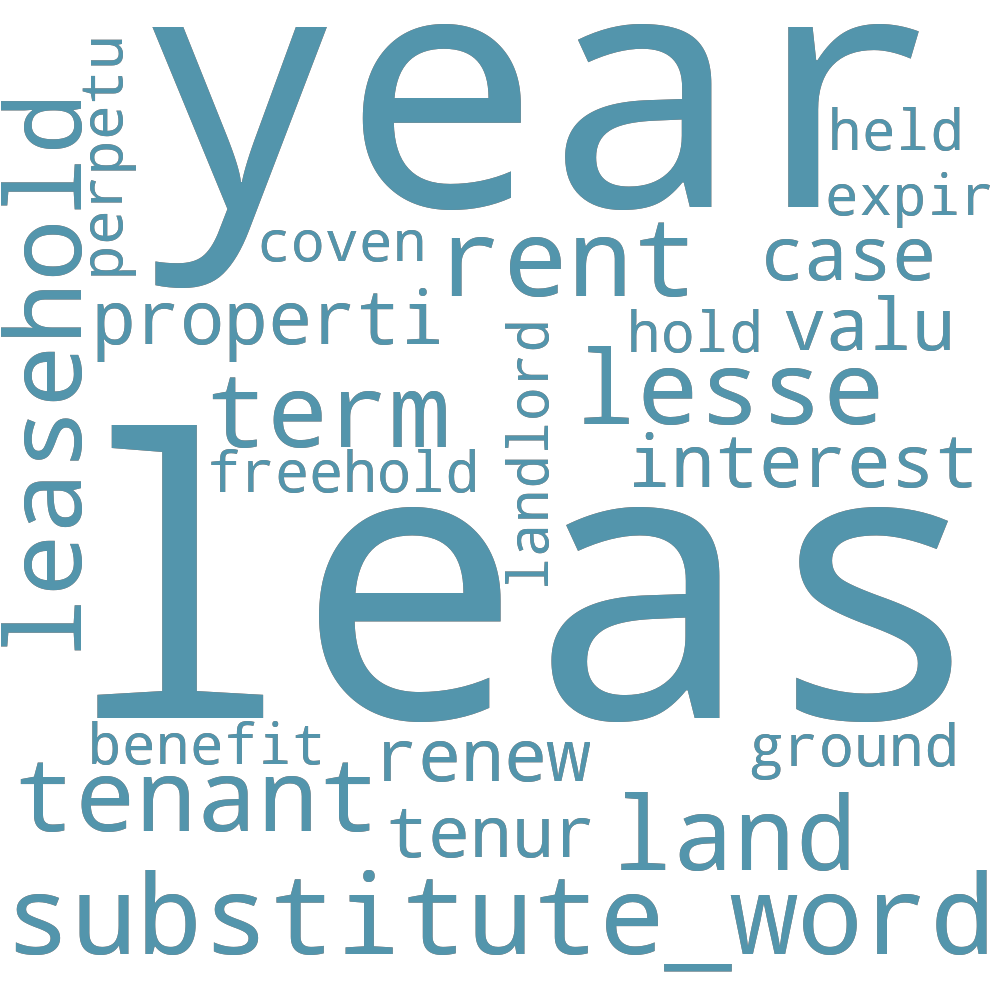 year
perpetu
held
leasehold
expir
coven
rent
case
properti
hold
valu
landlord
lesse
term
interest
freehold
leas
benefit
renew
ground
tenant
tenur
land
substitute_word